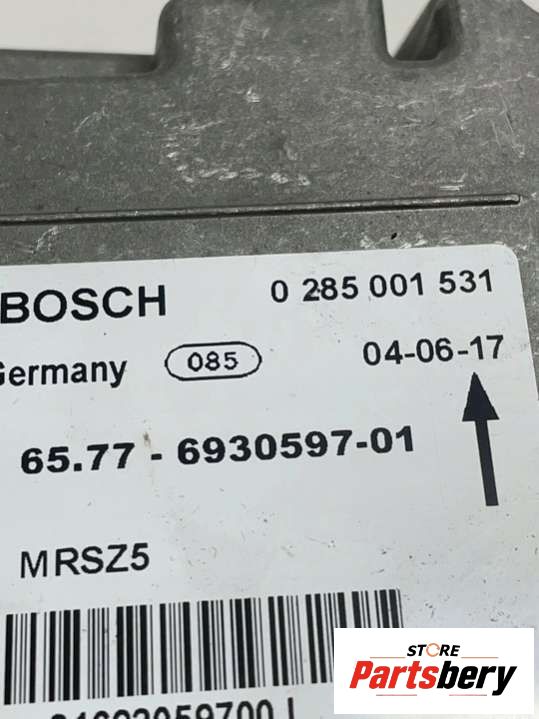 BOSCH 0 285 001 531
Germany 085 04-06-17
65.77 - 6930597-01
MRSZ5
STORE
Partsbery